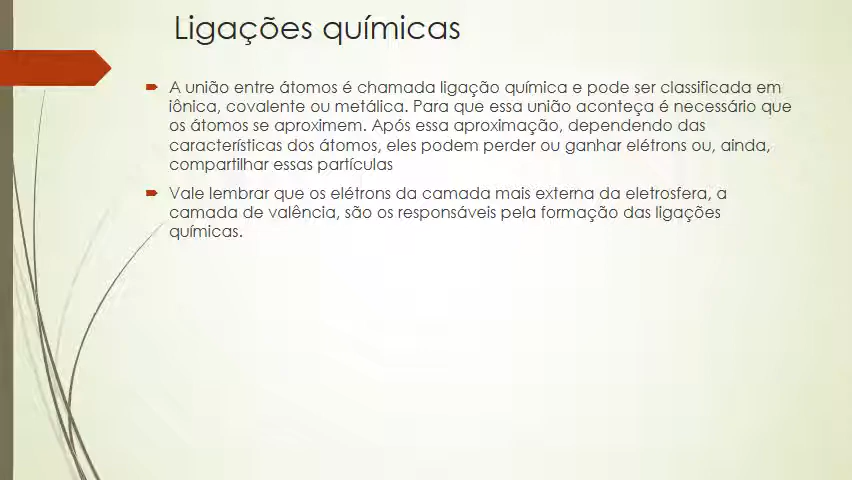 Ligações químicas
A união entre átomos é chamada ligação química e pode ser classificada em
iônica, covalente ou metálica. Para que essa união aconteça é necessário que
os átomos se aproximem. Após essa aproximação, dependendo das
características dos átomos, eles podem perder ou ganhar elétrons ou, ainda,
compartilhar essas partículas
Vale lembrar que os elétrons da camada mais externa da eletrosfera, a
camada de valência, são os responsáveis pela formação das ligações
químicas.